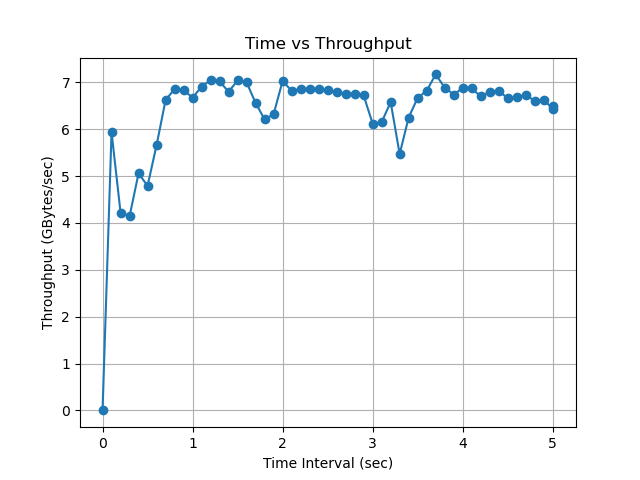 Time vs Throughput
Throughput (GBytes/sec)
7
6
5
4
3
2
1
0
0 1 2 3 4 5
Time Interval (sec)